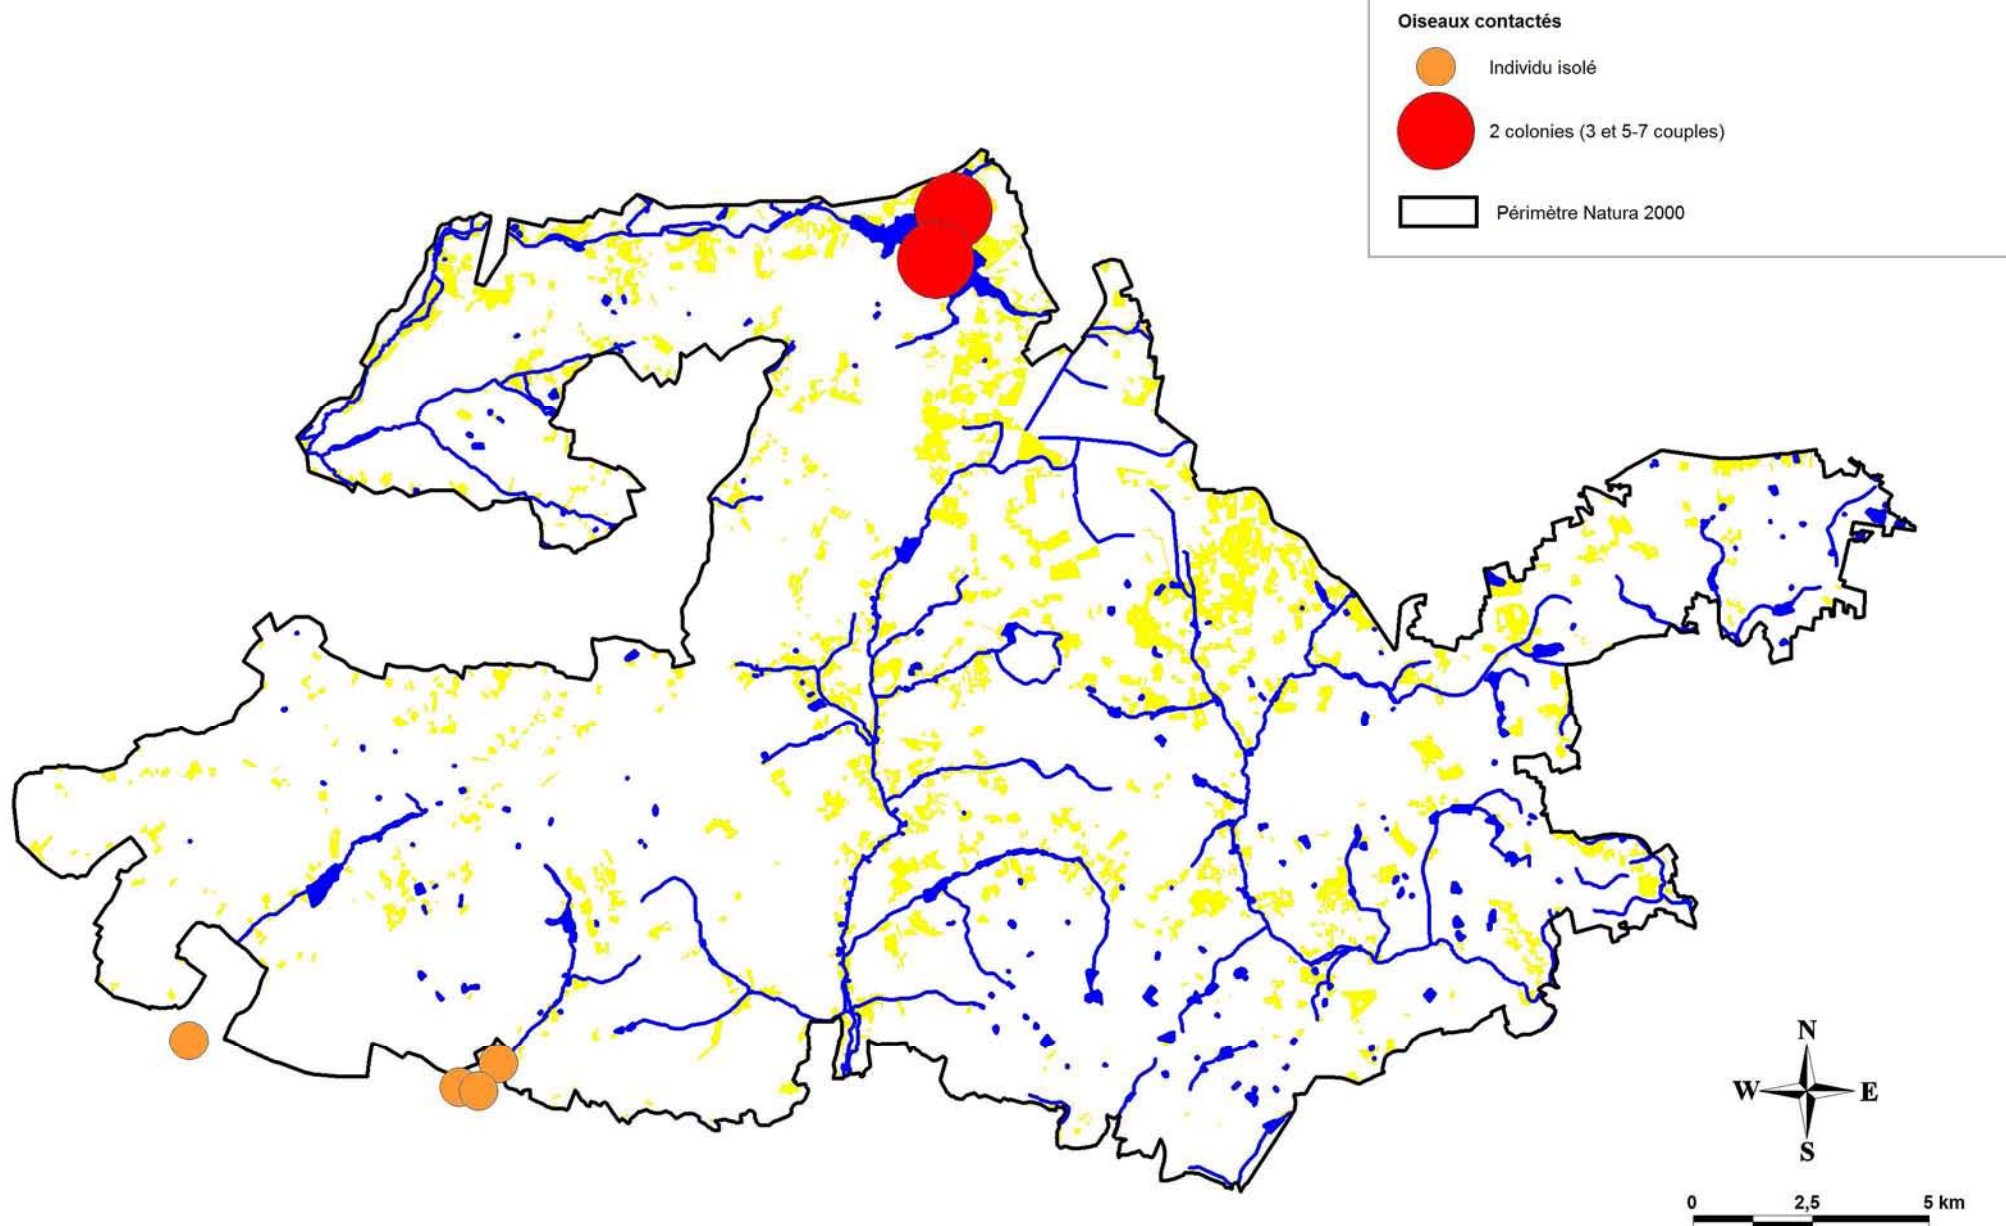 Oiseaux contactés
Individu isolé
2 colonies (3 et 5-7 couples)
Périmètre Natura 2000
N
W E
S
0 2,5 5 km